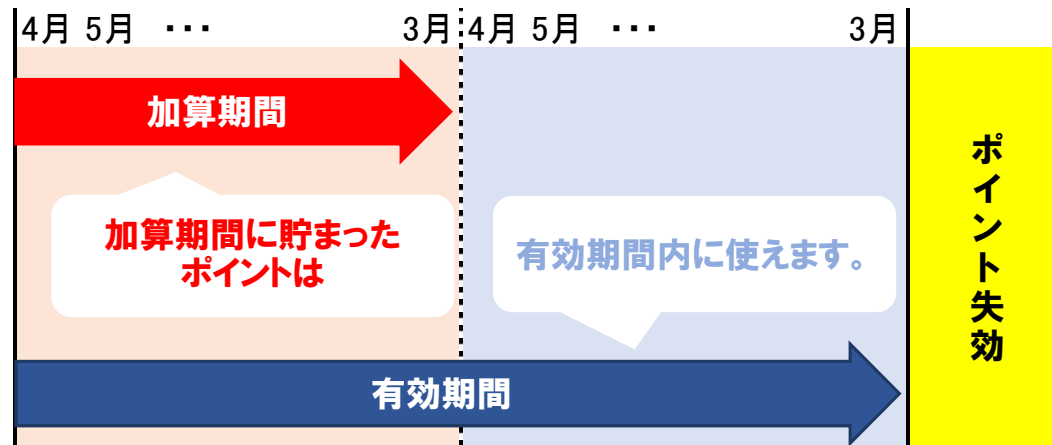 4月 5月 ･･･ 3月 4月 5月 ･･･ 3月
加算期間
加算期間に貯まった
ポイントは
有効期間内に使えます。
有効期間
ポイント失効